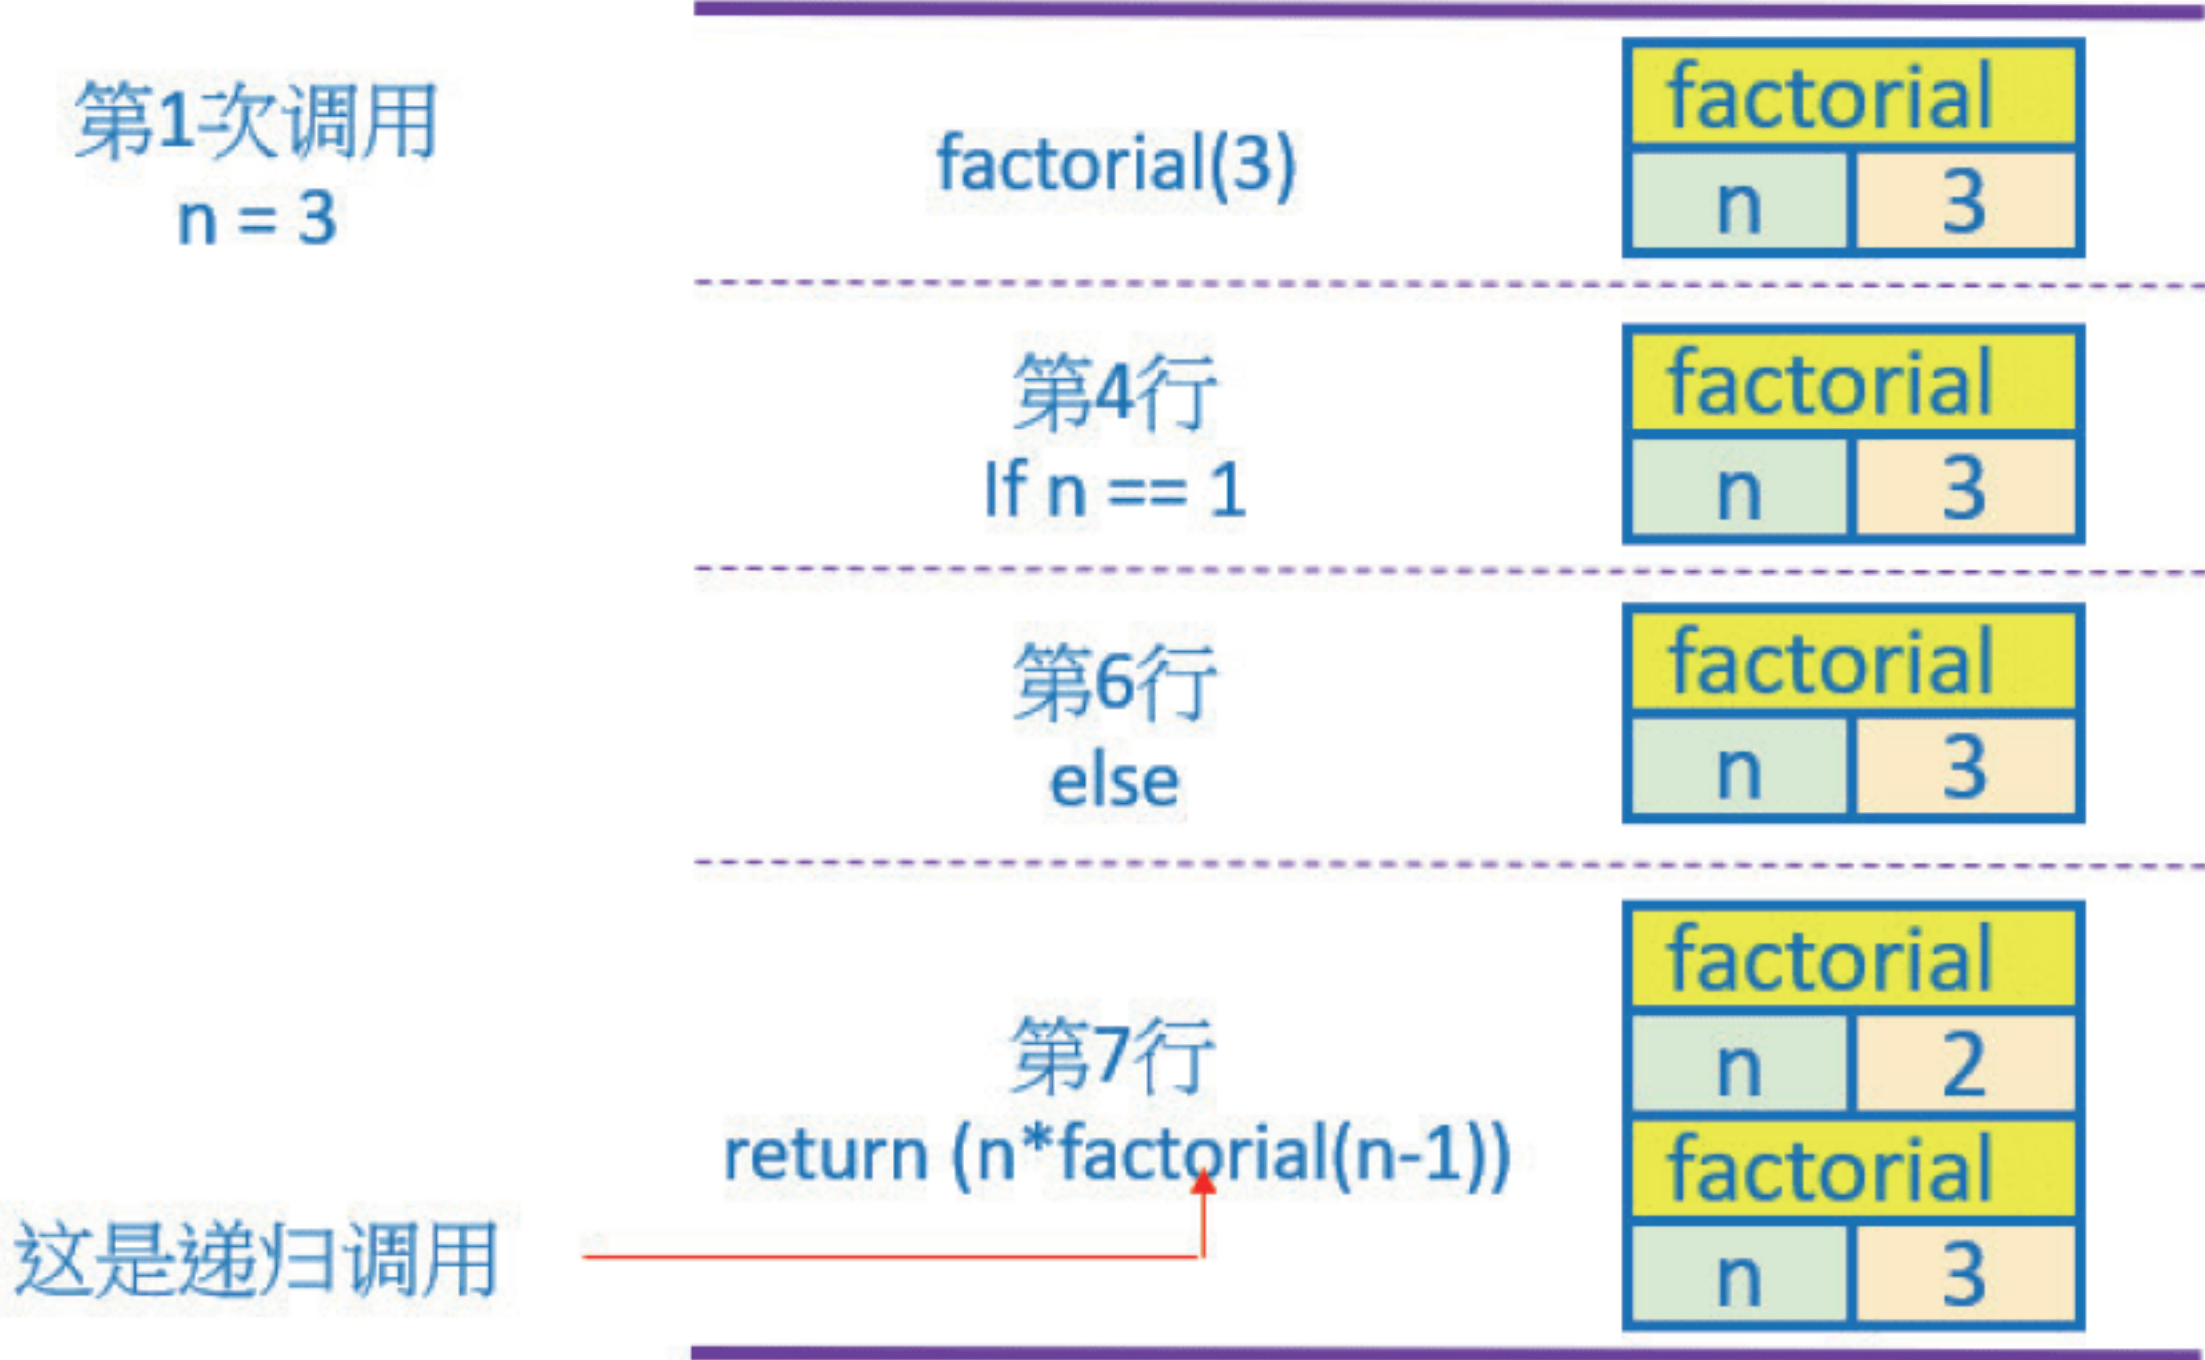 第1次调用
n = 3
factorial(3)
factorial
n 3
第4行
If n == 1
factorial
n 3
第6行
else
factorial
n 3
第7行
return (n*factorial(n-1))
这是递归调用
factorial
n 2
factorial
n 3